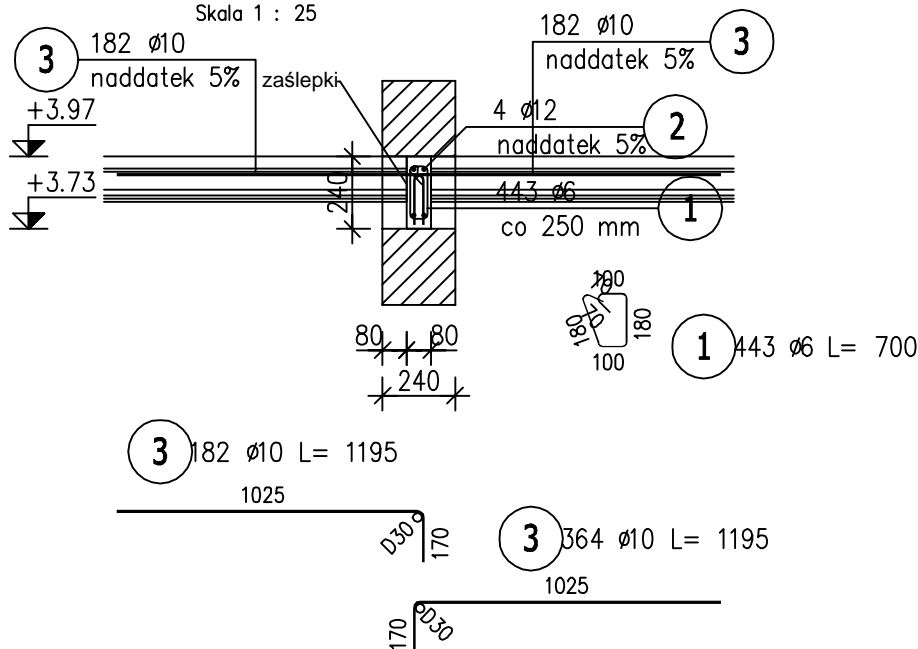 Skala 1 : 25
3
182 ø10
naddatek 5%
zaślepki
182 ø10
naddatek 5%
3
+3.97
4 ø12
naddatek 5%
2
+3.73
240
443 ø6
co 250 mm
1
100
70
70
180
180
100
1
443 ø6 L= 700
80
80
240
3
182 ø10 L= 1195
1025
D30
170
3
364 ø10 L= 1195
1025
D30
170